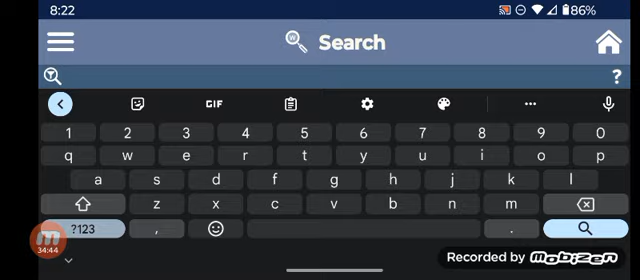 8:22
86%
W
Search
?
GIF
1 2 3 4 5 6 7 8 9 0
q w e r t y u i o p
a s d f g h j k l
z x c v b n m
?123 , .
34:44
Recorded by MOBIZEN